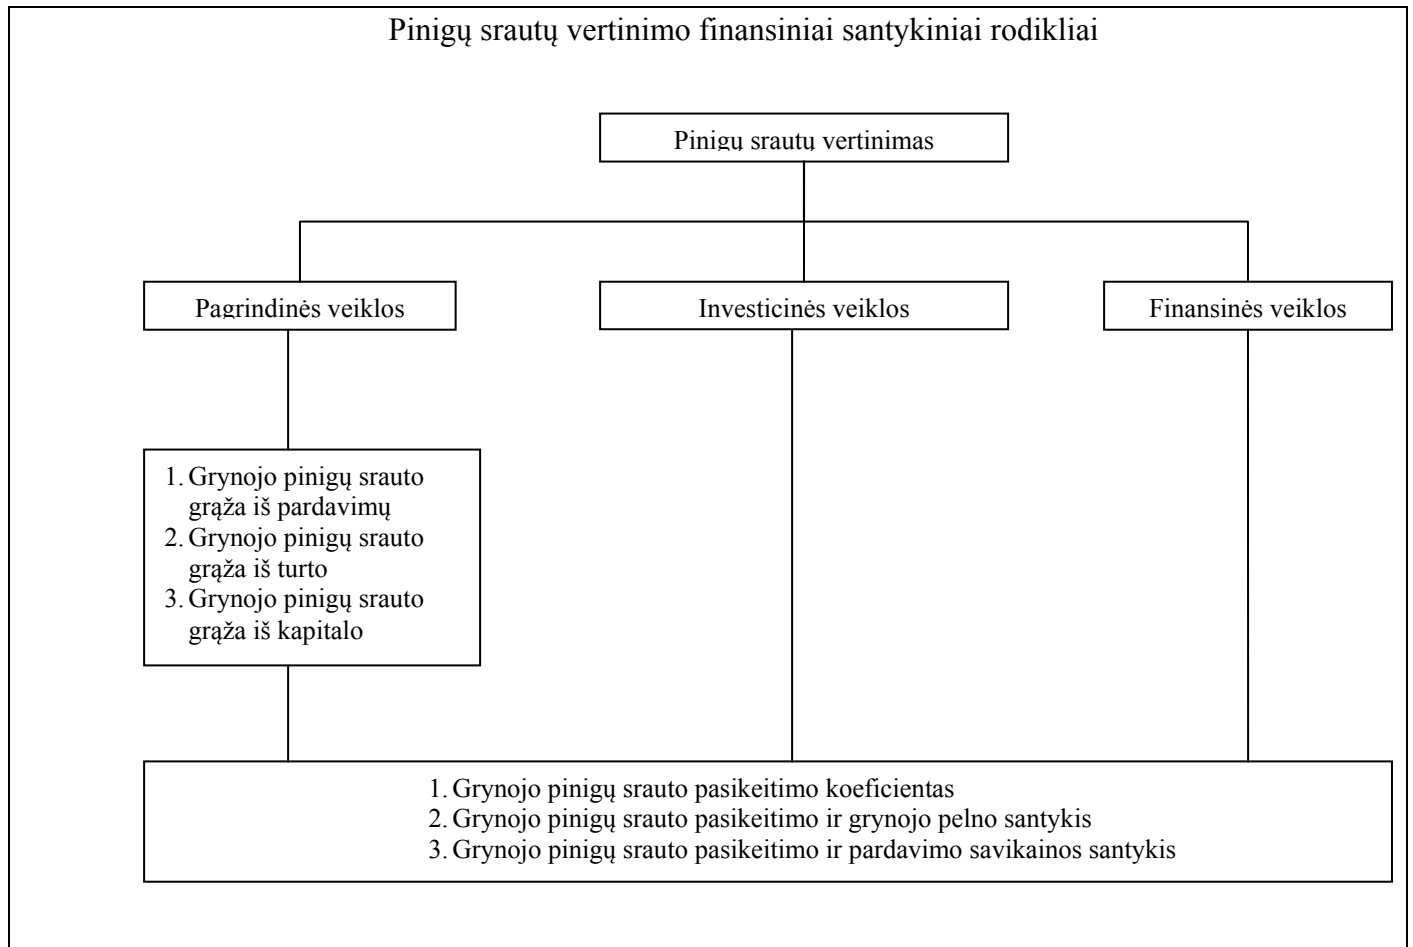 Pinigų srautų vertinimo finansiniai santykiniai rodikliai
Pinigų srautų vertinimas
Pagrindinės veiklos
Investicinės veiklos
Finansinės veiklos
1. Grynojo pinigų srauto
grąža iš pardavimų
2. Grynojo pinigų srauto
grąža iš turto
3. Grynojo pinigų srauto
grąža iš kapitalo
1. Grynojo pinigų srauto pasikeitimo koeficientas
2. Grynojo pinigų srauto pasikeitimo ir grynojo pelno santykis
3. Grynojo pinigų srauto pasikeitimo ir pardavimo savikainos santykis